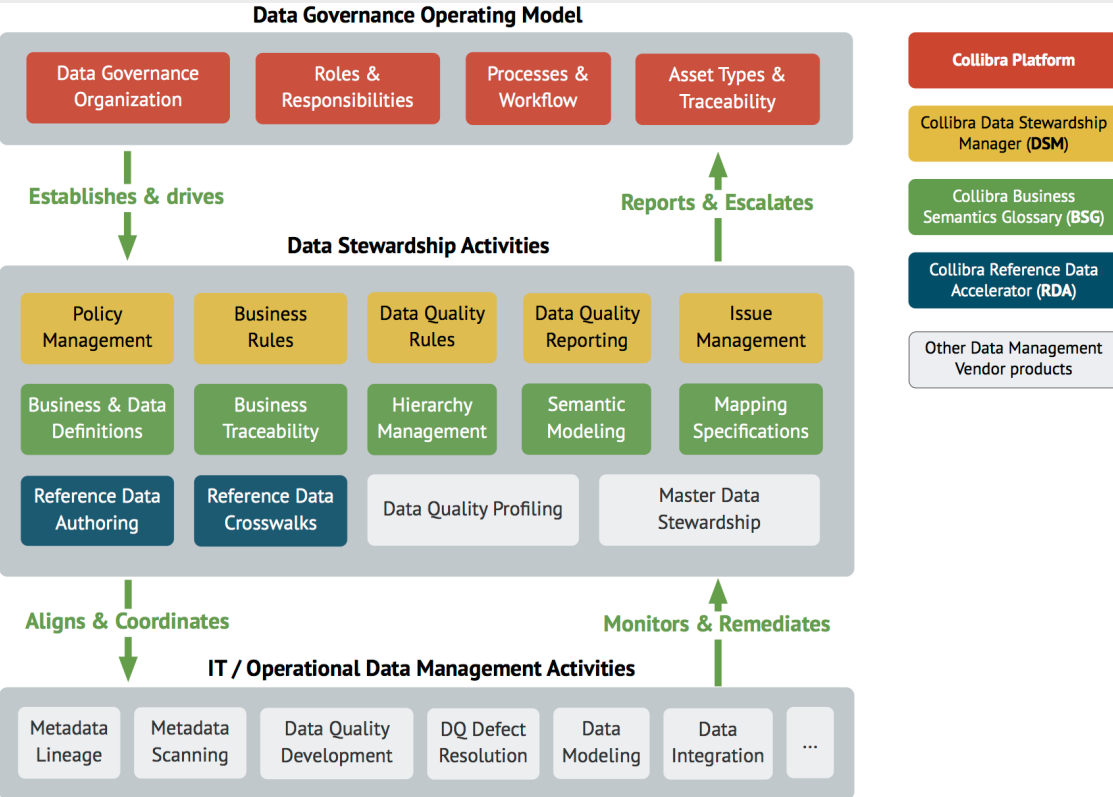 Data Governance Operating Model
Data Governance
Organization
Roles &
Responsibilities
Processes &
Workflow
Asset Types &
Traceability
Establishes & drives
Reports & Escalates
Data Stewardship Activities
Policy
Management
Business
Rules
Data Quality
Rules
Data Quality
Reporting
Issue
Management
Business & Data
Definitions
Business
Traceability
Hierarchy
Management
Semantic
Modeling
Mapping
Specifications
Reference Data
Authoring
Reference Data
Crosswalks
Data Quality Profiling
Master Data
Stewardship
Aligns & Coordinates
Monitors & Remediates
IT / Operational Data Management Activities
Metadata
Lineage
Metadata
Scanning
Data Quality
Development
DQ Defect
Resolution
Data
Modeling
Data
Integration
...
Collibra Platform
Collibra Data Stewardship
Manager (DSM)
Collibra Business
Semantics Glossary (BSG)
Collibra Reference Data
Accelerator (RDA)
Other Data Management
Vendor products